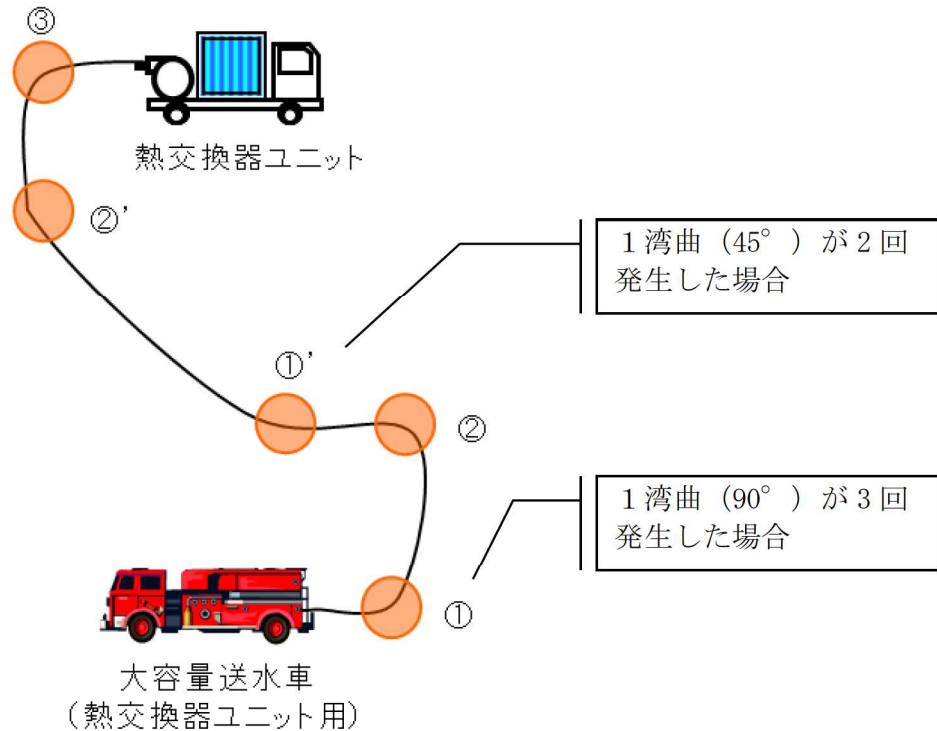 ③
熱交換器ユニット
②’
1湾曲（45°）が2回
発生した場合
①’
②
1湾曲（90°）が3回
発生した場合
①
大容量送水車
（熱交換器ユニット用）